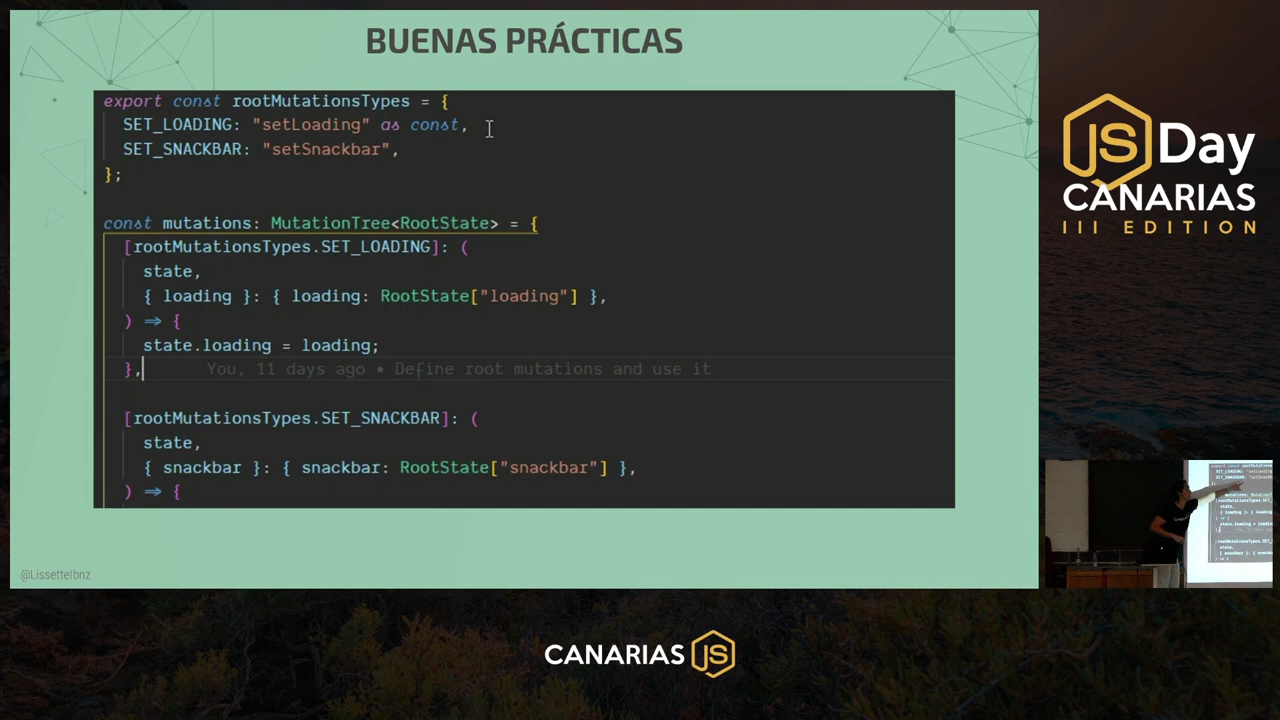 BUENAS PRÁCTICAS
export const rootMutationsTypes = {
SET_LOADING: "setLoading" as const,
SET_SNACKBAR: "setSnackbar",
};
const mutations: MutationTree<RootState> = {
[rootMutationsTypes.SET_LOADING]: (
state,
{ loading }: { loading: RootState["loading"] },
) => {
state.loading = loading;
},
You, 11 days ago • Define root mutations and use it
[rootMutationsTypes.SET_SNACKBAR]: (
state,
{ snackbar }: { snackbar: RootState["snackbar"] },
) => {
@Lissettelbnz
JS Day
CANARIAS
III EDITION
CANARIAS JS